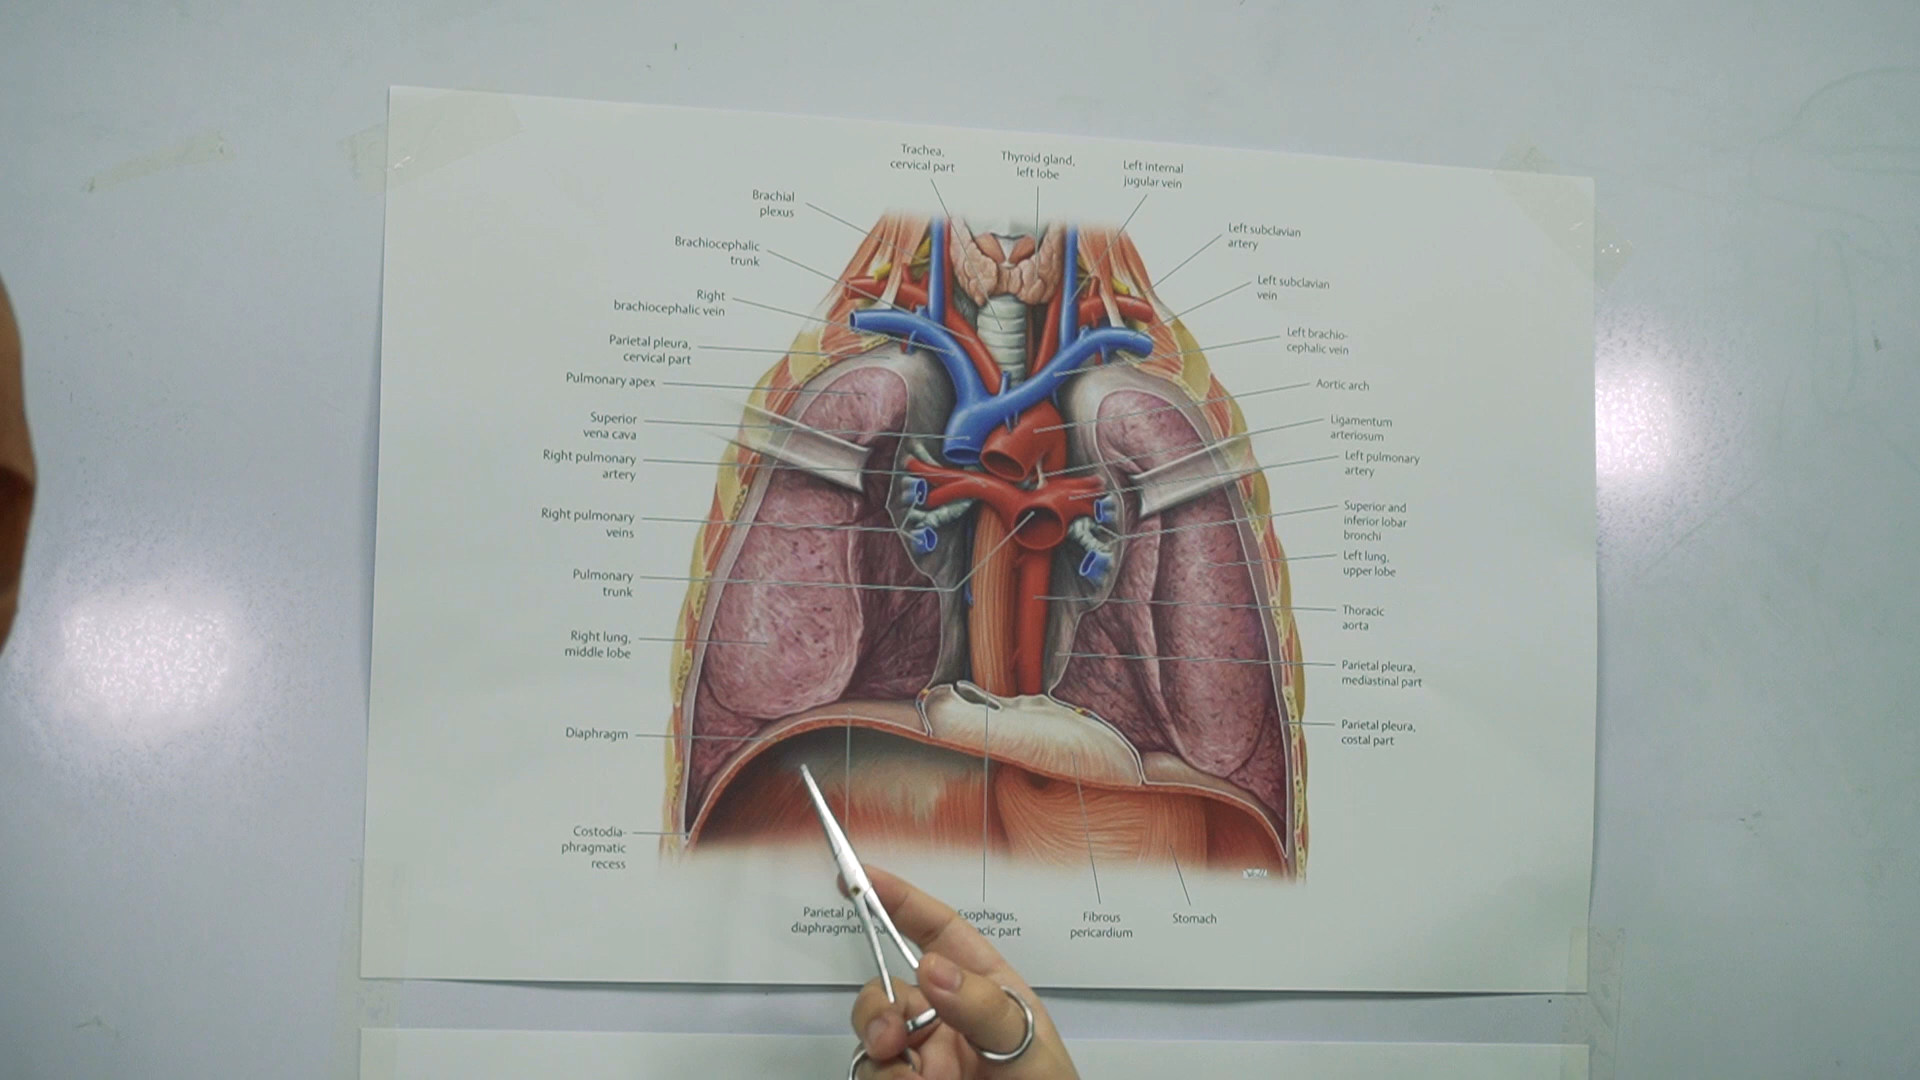 Trachea,
cervical part
Thyroid gland,
left lobe
Left internal
jugular vein
Brachial
plexus
Brachiocephalic
trunk
Right
brachiocephalic vein
Parietal pleura,
cervical part
Pulmonary apex
Superior
vena cava
Right pulmonary
artery
Right pulmonary
veins
Pulmonary
trunk
Right lung,
middle lobe
Diaphragm
Costodia-
phragmatic
recess
Left subclavian
artery
Left subclavian
vein
Left brachio-
cephalic vein
Aortic arch
Ligamentum
arteriosum
Left pulmonary
artery
Superior and
inferior lobar
bronchi
Left lung,
upper lobe
Thoracic
aorta
Parietal pleura,
mediastinal part
Parietal pleura,
costal part
Parietal
Esophagus,
part
Fibrous
pericardium
Stomach